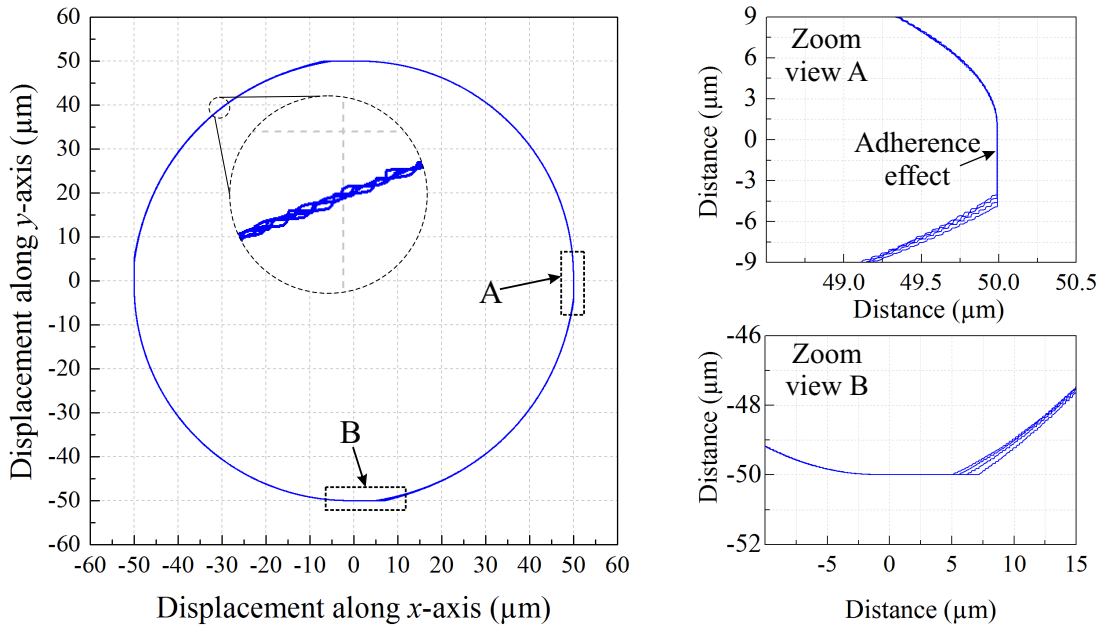 60
50
40
30
20
10
0
-10
-20
-30
-40
-50
-60
-60 -50 -40 -30 -20 -10 0 10 20 30 40 50 60
Displacement along y-axis (μm)
Displacement along x-axis (μm)
A
B
Zoom
view A
Adherence
effect
9
6
3
0
-3
-6
-9
49.0 49.5 50.0 50.5
Distance (μm)
Distance (μm)
Zoom
view B
-46
-48
-50
-52
-5 0 5 10 15
Distance (μm)
Distance (μm)